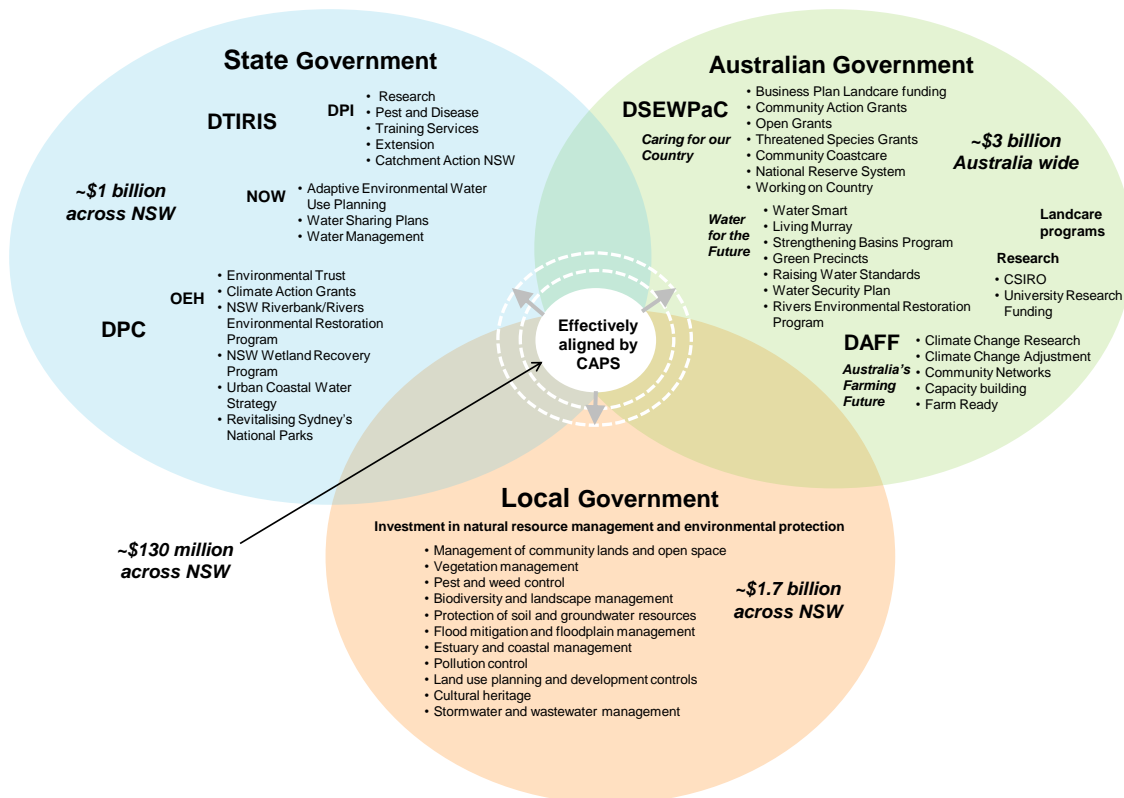 State Government
DTIRIS
DPI
• Research
• Pest and Disease
• Training Services
• Extension
• Catchment Action NSW
~$1 billion
across NSW
NOW
• Adaptive Environmental Water
Use Planning
• Water Sharing Plans
• Water Management
OEH
DPC
• Environmental Trust
• Climate Action Grants
• NSW Riverbank/Rivers
Environmental Restoration
Program
• NSW Wetland Recovery
Program
• Urban Coastal Water
Strategy
• Revitalising Sydney's
National Parks
Australian Government
DSEWPaC
Caring for our
Country
• Business Plan Landcare funding
• Community Action Grants
• Open Grants
• Threatened Species Grants
• Community Coastcare
• National Reserve System
• Working on Country
~$3 billion
Australia wide
Water
for the
Future
• Water Smart
• Living Murray
• Strengthening Basins Program
• Green Precincts
• Raising Water Standards
• Water Security Plan
• Rivers Environmental Restoration
Program
Landcare
programs
Research
• CSIRO
• University Research
Funding
DAFF
Australia's
Farming
Future
• Climate Change Research
• Climate Change Adjustment
• Community Networks
• Capacity building
• Farm Ready
Effectively
aligned by
CAPS
~$130 million
across NSW
Local Government
Investment in natural resource management and environmental protection
• Management of community lands and open space
• Vegetation management
• Pest and weed control
• Biodiversity and landscape management
• Protection of soil and groundwater resources
• Flood mitigation and floodplain management
• Estuary and coastal management
• Pollution control
• Land use planning and development controls
• Cultural heritage
• Stormwater and wastewater management
~$1.7 billion
across NSW